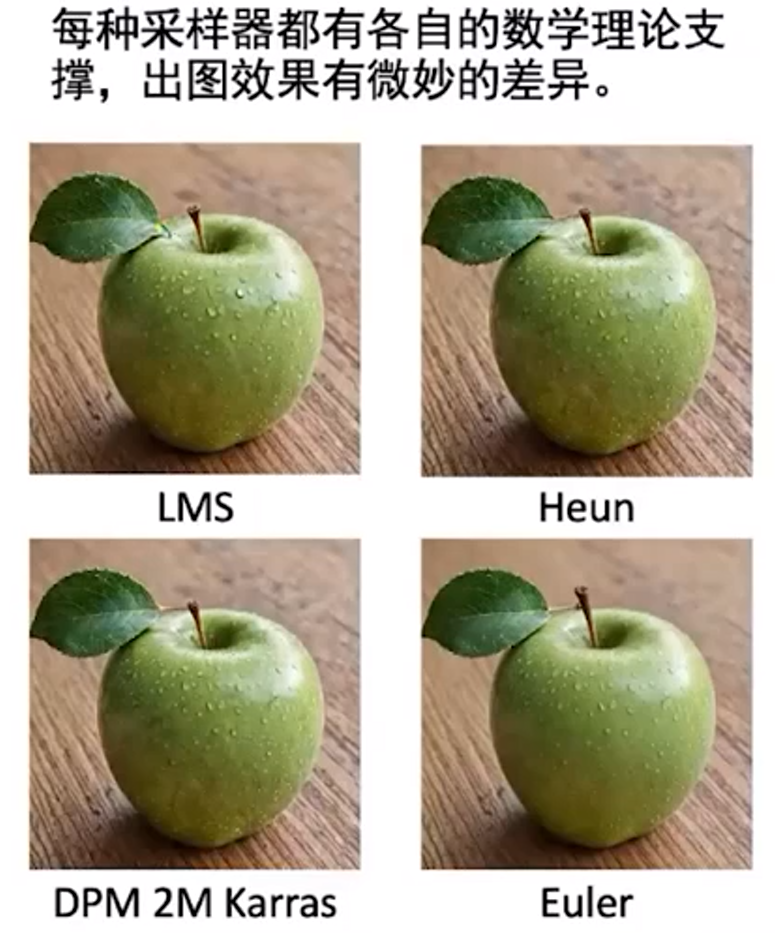 每种采样器都有各自的数学理论支
撑，出图效果有微妙的差异。
LMS
Heun
DPM 2M Karras
Euler